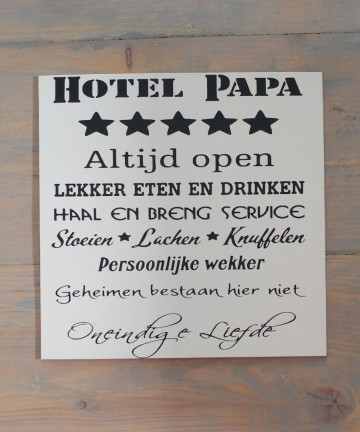 HOTEL PAPA
★★★★★
Altijd open
LEKKER ETEN EN DRINKEN
HAAL EN BRENG SERVICE
Stoeien ★ Lachen ★ Knuffelen
Persoonlijke wekker
Geheimen bestaan hier niet
Oneindige Liefde